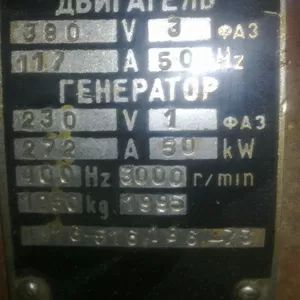 ДВИГАТЕЛЬ
380 V 3 ФАЗ
117 A 50 Hz
ГЕНЕРАТОР
230 V 1 ФАЗ
272 A 50 kW
400 Hz 3000 r/min
kg 1995